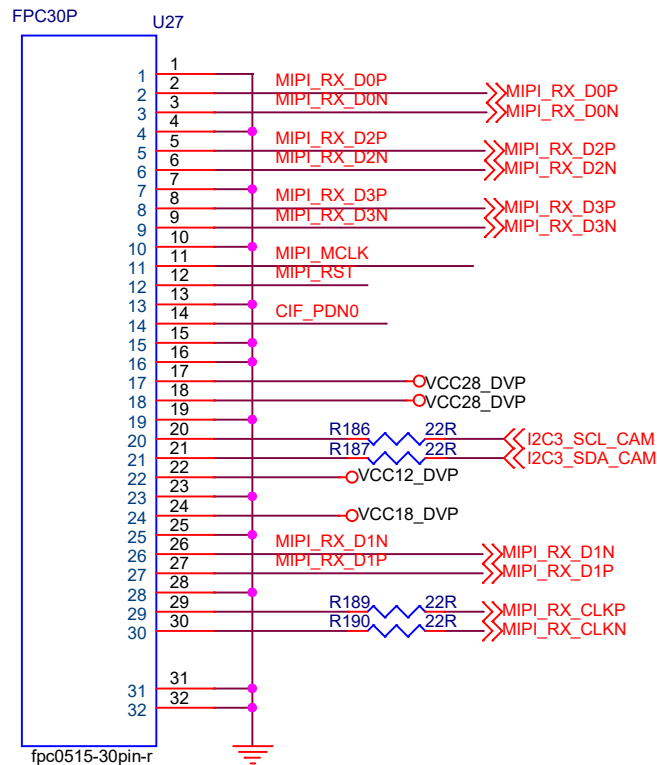 FPC30P
U27
1 1
2 2 MIPI_RX_D0P MIPI_RX_D0P
3 3 MIPI_RX_D0N MIPI_RX_D0N
4 4
5 5 MIPI_RX_D2P MIPI_RX_D2P
6 6 MIPI_RX_D2N MIPI_RX_D2N
7 7
8 8 MIPI_RX_D3P MIPI_RX_D3P
9 9 MIPI_RX_D3N MIPI_RX_D3N
10 10
11 11 MIPI_MCLK
12 12 MIPI_RST
13 13
14 14 CIF_PDN0
15 15
16 16
17 17 VCC28_DVP
18 18 VCC28_DVP
19 19
20 20 R186 22R I2C3_SCL_CAM
21 21 R187 22R I2C3_SDA_CAM
22 22 VCC12_DVP
23 23
24 24 VCC18_DVP
25 25
26 26 MIPI_RX_D1N MIPI_RX_D1N
27 27 MIPI_RX_D1P MIPI_RX_D1P
28 28
29 29 R189 22R MIPI_RX_CLKP
30 30 R190 22R MIPI_RX_CLKN
31 31
32 32
fpc0515-30pin-r